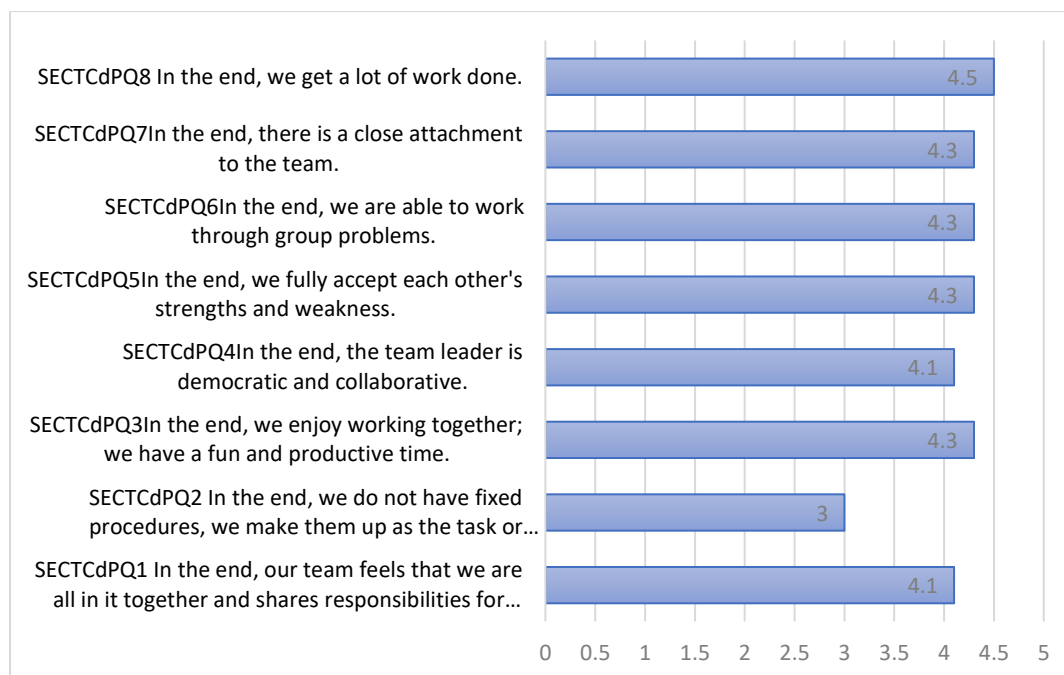 SECTCdPQ8 In the end, we get a lot of work done.
4.5
SECTCdPQ7In the end, there is a close attachment
to the team.
4.3
SECTCdPQ6In the end, we are able to work
through group problems.
4.3
SECTCdPQ5In the end, we fully accept each other's
strengths and weakness.
4.3
SECTCdPQ4In the end, the team leader is
democratic and collaborative.
4.1
SECTCdPQ3In the end, we enjoy working together;
we have a fun and productive time.
4.3
SECTCdPQ2 In the end, we do not have fixed
procedures, we make them up as the task or…
3
SECTCdPQ1 In the end, our team feels that we are
all in it together and shares responsibilities for…
4.1
0 0.5 1 1.5 2 2.5 3 3.5 4 4.5 5